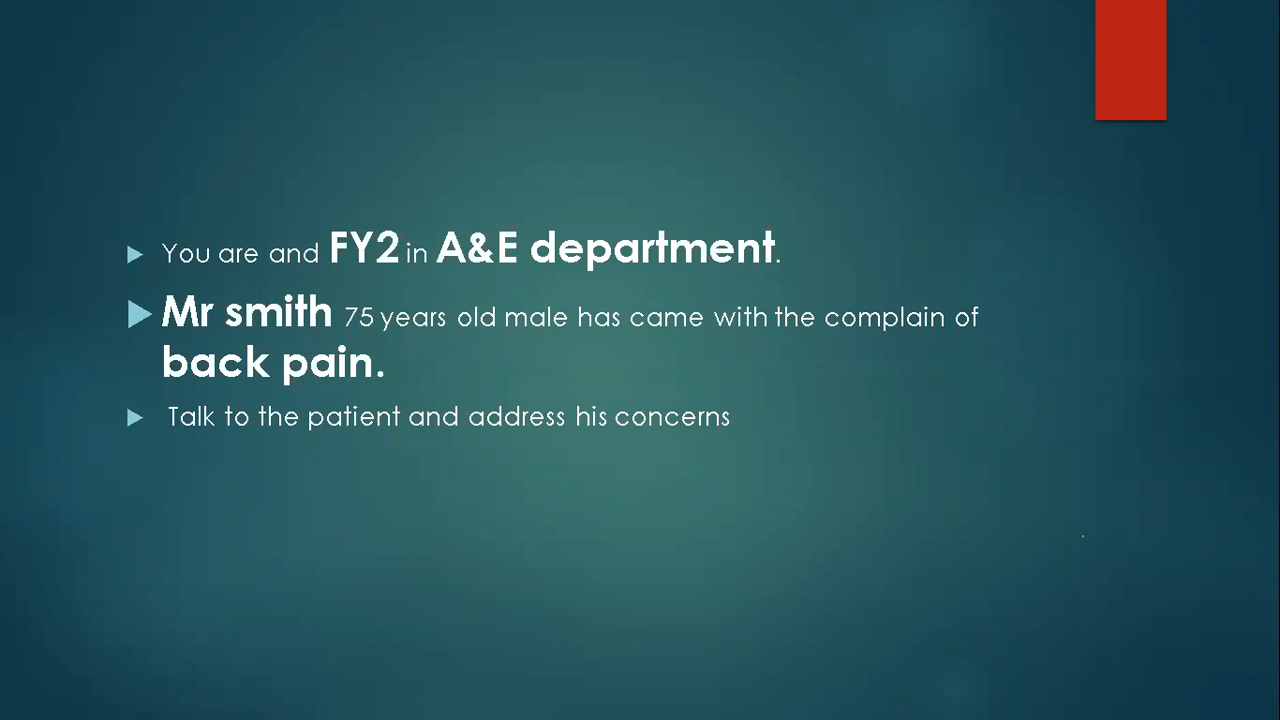 You are and FY2 in A&E department.
Mr smith 75 years old male has came with the complain of
back pain.
Talk to the patient and address his concerns